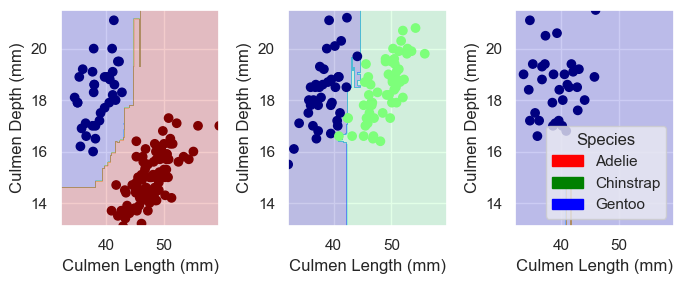 20
18
16
14
Culmen Depth (mm)
40 50
Culmen Length (mm)
20
18
16
14
Culmen Depth (mm)
40 50
Culmen Length (mm)
20
18
16
14
Culmen Depth (mm)
40 50
Culmen Length (mm)
Species
Adelie
Chinstrap
Gentoo